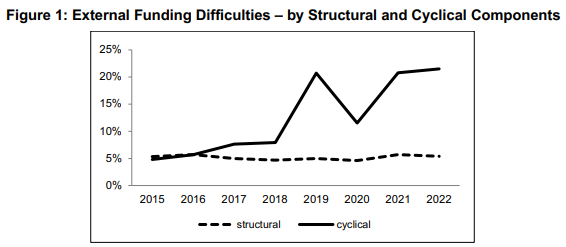 Figure 1: External Funding Difficulties – by Structural and Cyclical Components
25%
20%
15%
10%
5%
0%
2015 2016 2017 2018 2019 2020 2021 2022
structural cyclical